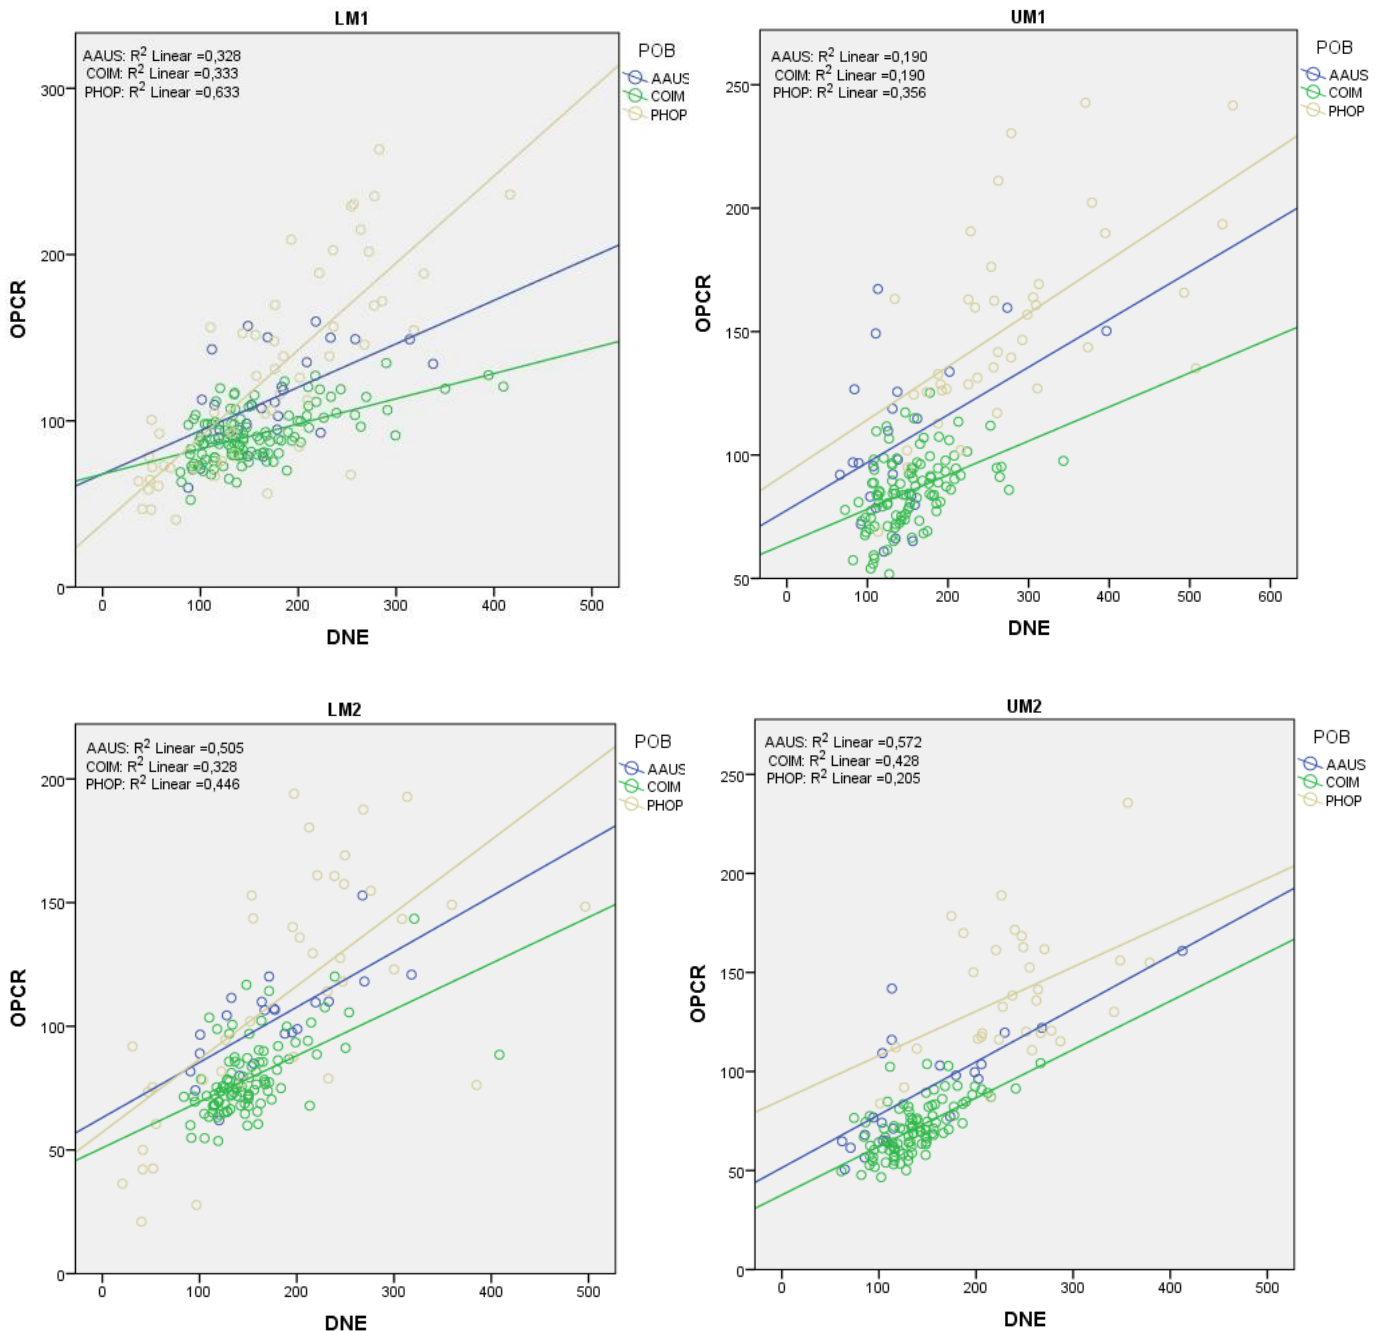 LM1
AAUS: R² Linear =0,328
COIM: R² Linear =0,333
PHOP: R² Linear =0,633
POB
AAUS
COIM
PHOP
OPCR
300
200
100
0
0 100 200 300 400 500
DNE
UM1
AAUS: R² Linear =0,190
COIM: R² Linear =0,190
PHOP: R² Linear =0,356
POB
AAUS
COIM
PHOP
OPCR
250
200
150
100
50
0 100 200 300 400 500 600
DNE
LM2
AAUS: R² Linear =0,505
COIM: R² Linear =0,328
PHOP: R² Linear =0,446
POB
AAUS
COIM
PHOP
OPCR
200
150
100
50
0
0 100 200 300 400 500
DNE
UM2
AAUS: R² Linear =0,572
COIM: R² Linear =0,428
PHOP: R² Linear =0,205
POB
AAUS
COIM
PHOP
OPCR
250
200
150
100
50
0
0 100 200 300 400 500
DNE